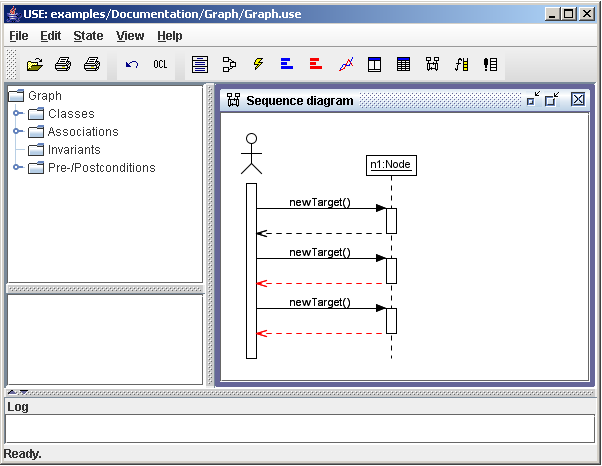 USE: examples/Documentation/Graph/Graph.use
File Edit State View Help
OCL
Graph
Classes
Associations
Invariants
Pre-/Postconditions
Sequence diagram
n1:Node
newTarget()
newTarget()
newTarget()
Log
Ready.